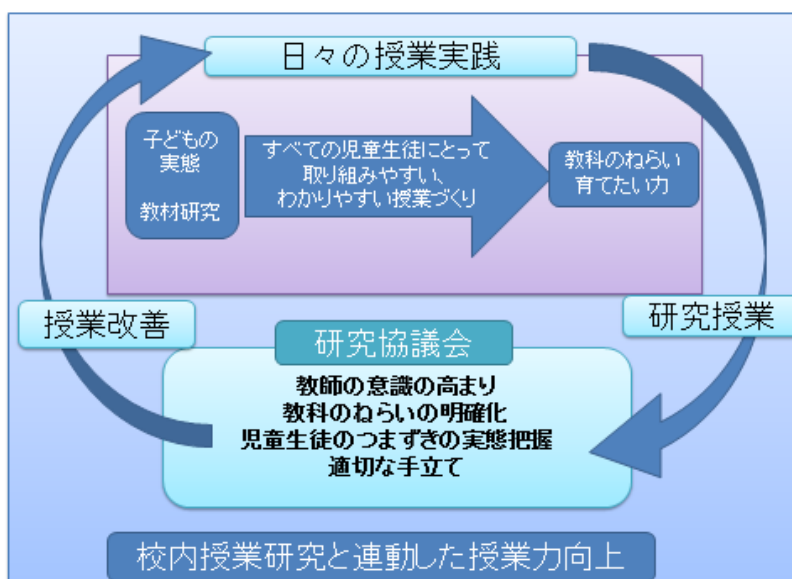 日々の授業実践
子どもの
実態
教材研究
すべての児童生徒にとって
取り組みやすい、
わかりやすい授業づくり
教科のねらい
育てたい力
授業改善
研究授業
研究協議会
教師の意識の高まり
教科のねらいの明確化
児童生徒のつまずきの実態把握
適切な手立て
校内授業研究と連動した授業力向上